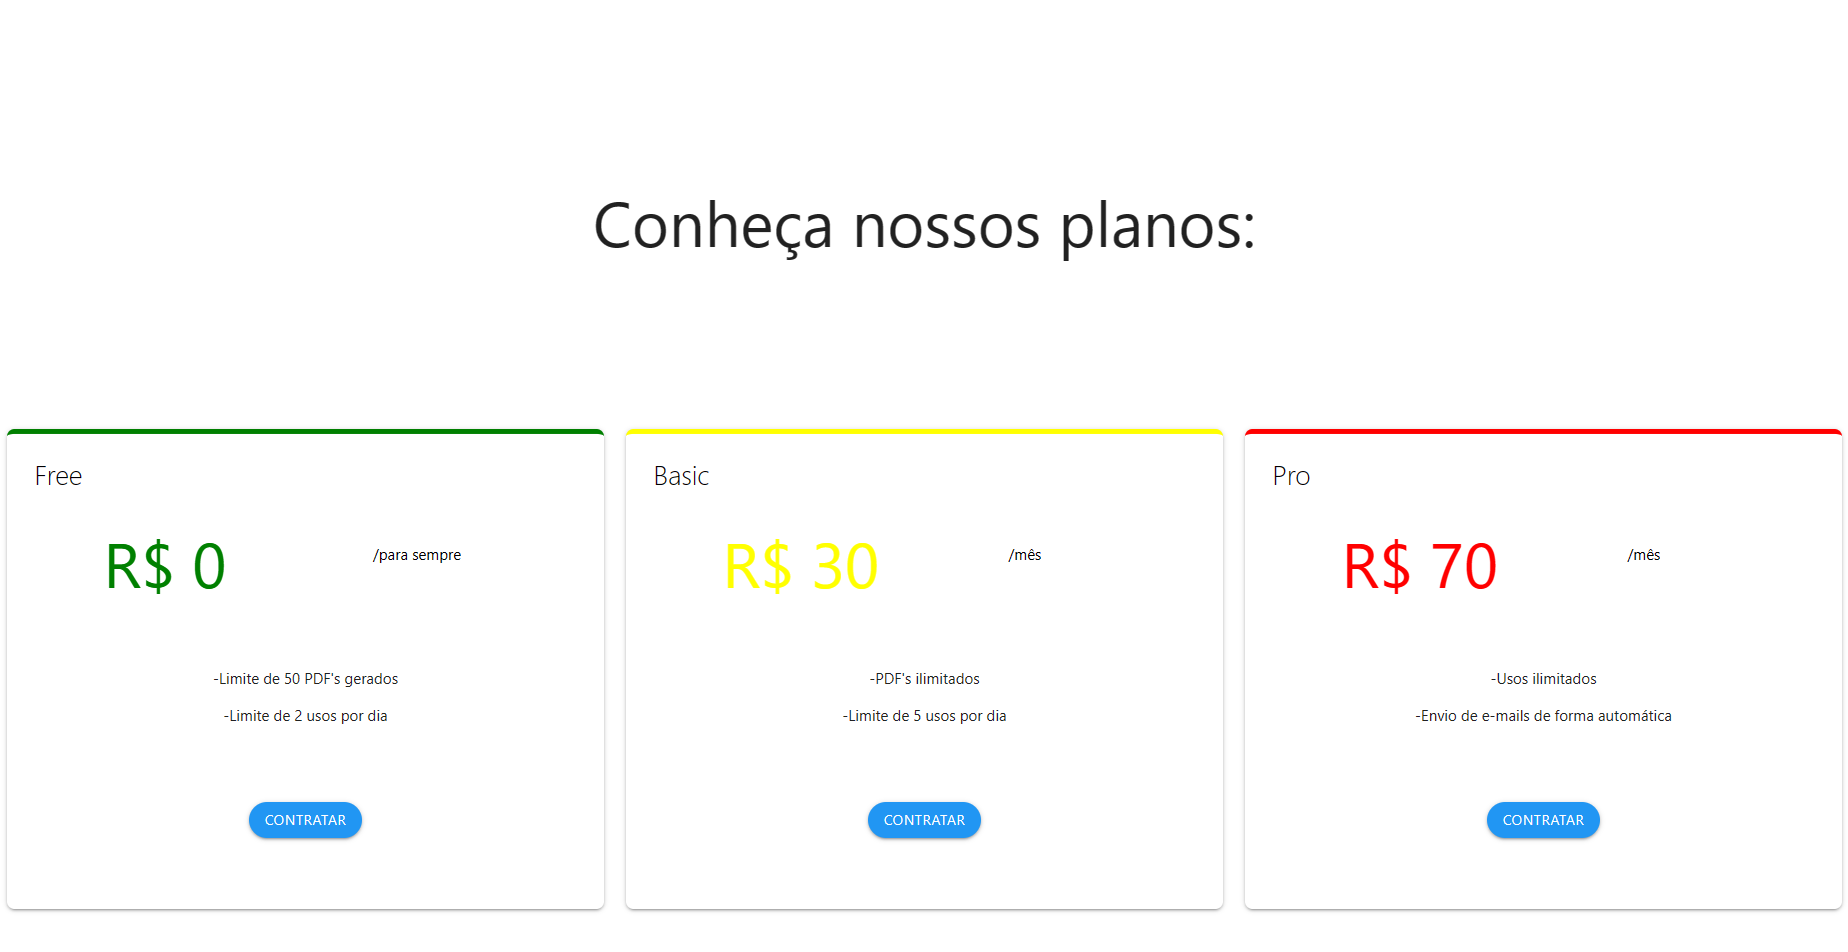 Conheça nossos planos:
Free
R$ 0 /para sempre
-Limite de 50 PDF's gerados
-Limite de 2 usos por dia
CONTRATAR
Basic
R$ 30 /mês
-PDF's ilimitados
-Limite de 5 usos por dia
CONTRATAR
Pro
R$ 70 /mês
-Usos ilimitados
-Envio de e-mails de forma automática
CONTRATAR